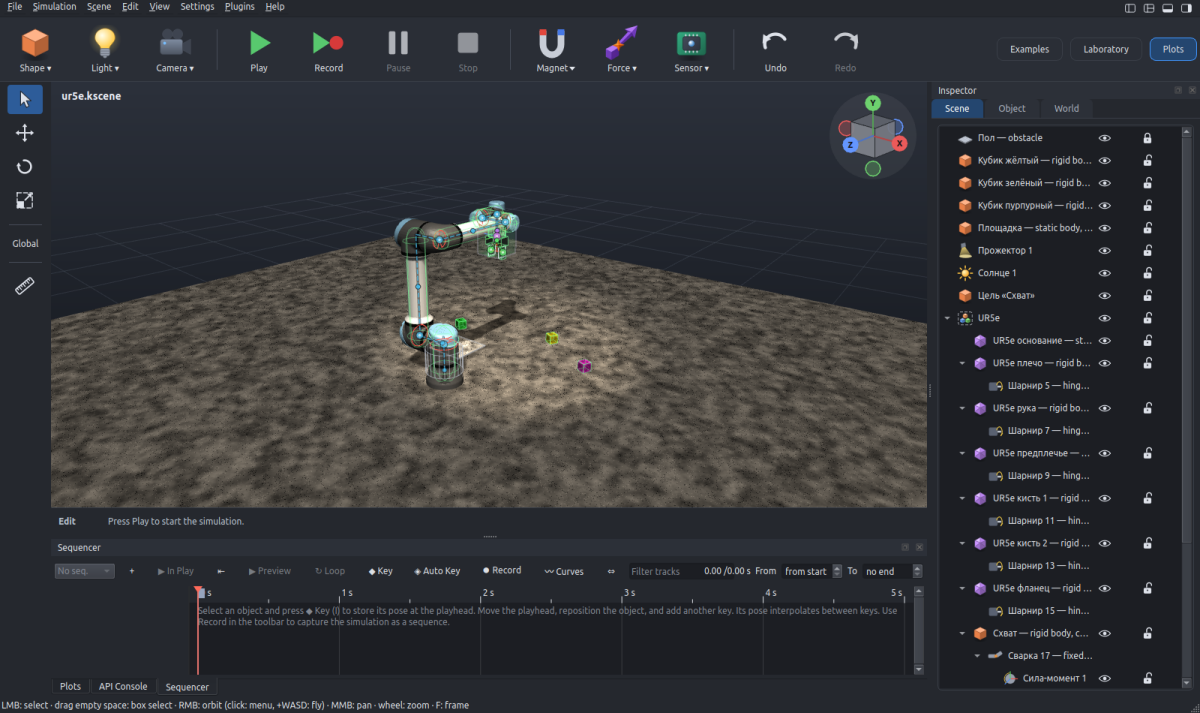 File Simulation Scene Edit View Settings Plugins Help
Shape Light Camera Play Record Pause Stop Magnet Force Sensor Undo Redo Examples Laboratory Plots
ur5e.kscene
Y
Z X
Global
Inspector
Scene Object World
Пол — obstacle
Кубик жёлтый — rigid bo...
Кубик зелёный — rigid b...
Кубик пурпурный — rigid...
Площадка — static body, ...
Прожектор 1
Солнце 1
Цель «Схват»
UR5e
UR5e основание — st...
UR5e плечо — rigid b...
Шарнир 5 — hing...
UR5e рука — rigid bo...
Шарнир 7 — hing...
UR5e предплечье — ...
Шарнир 9 — hing...
UR5e кисть 1 — rigid ...
Шарнир 11 — hin...
UR5e кисть 2 — rigid ...
Шарнир 13 — hin...
UR5e фланец — rigid ...
Шарнир 15 — hin...
Схват — rigid body, c...
Сварка 17 — fixed...
Сила-момент 1
Edit Press Play to start the simulation.
Sequencer
No seq. + In Play Preview Loop Key Auto Key Record Curves Filter tracks 0.00 /0.00 s From from start To no end
s 1 s 2 s 3 s 4 s 5 s
Select an object and press ◆ Key (I) to store its pose at the playhead. Move the playhead, reposition the object, and add another key. Its pose interpolates between keys. Use
Record in the toolbar to capture the simulation as a sequence.
Plots API Console Sequencer
LMB: select · drag empty space: box select · RMB: orbit (click: menu, +WASD: fly) · MMB: pan · wheel: zoom · F: frame